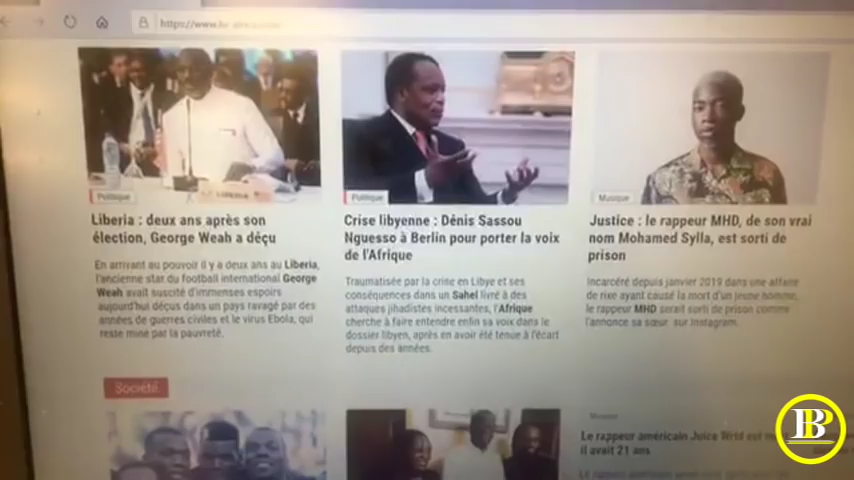 https://www.
LIBERIA
Politique
Liberia : deux ans après son
élection, George Weah a déçu
En arrivant au pouvoir il y a deux ans au Liberia,
l'ancienne star du football international George
Weah avait suscité d'immenses espoirs
aujourd'hui déçus dans un pays ravagé par des
années de guerres civiles et le virus Ebola, qui
reste miné par la pauvreté.
Politique
Crise libyenne : Dénis Sassou
Nguesso à Berlin pour porter la voix
de l'Afrique
Traumatisée par la crise en Libye et ses
conséquences dans un Sahel livré à des
attaques jihadistes incessantes, l'Afrique
cherche à faire entendre enfin sa voix dans le
dossier libyen, après en avoir été tenue à l'écart
depuis des années.
Musique
Justice : le rappeur MHD, de son vrai
nom Mohamed Sylla, est sorti de
prison
Incarcéré depuis janvier 2019 dans une affaire
de rixe ayant causé la mort d'un jeune homme,
le rappeur MHD serait sorti de prison comme
l'annonce sa sœur sur Instagram.
Société
Musique
Le rappeur américain Juice Wrld est
il avait 21 ans